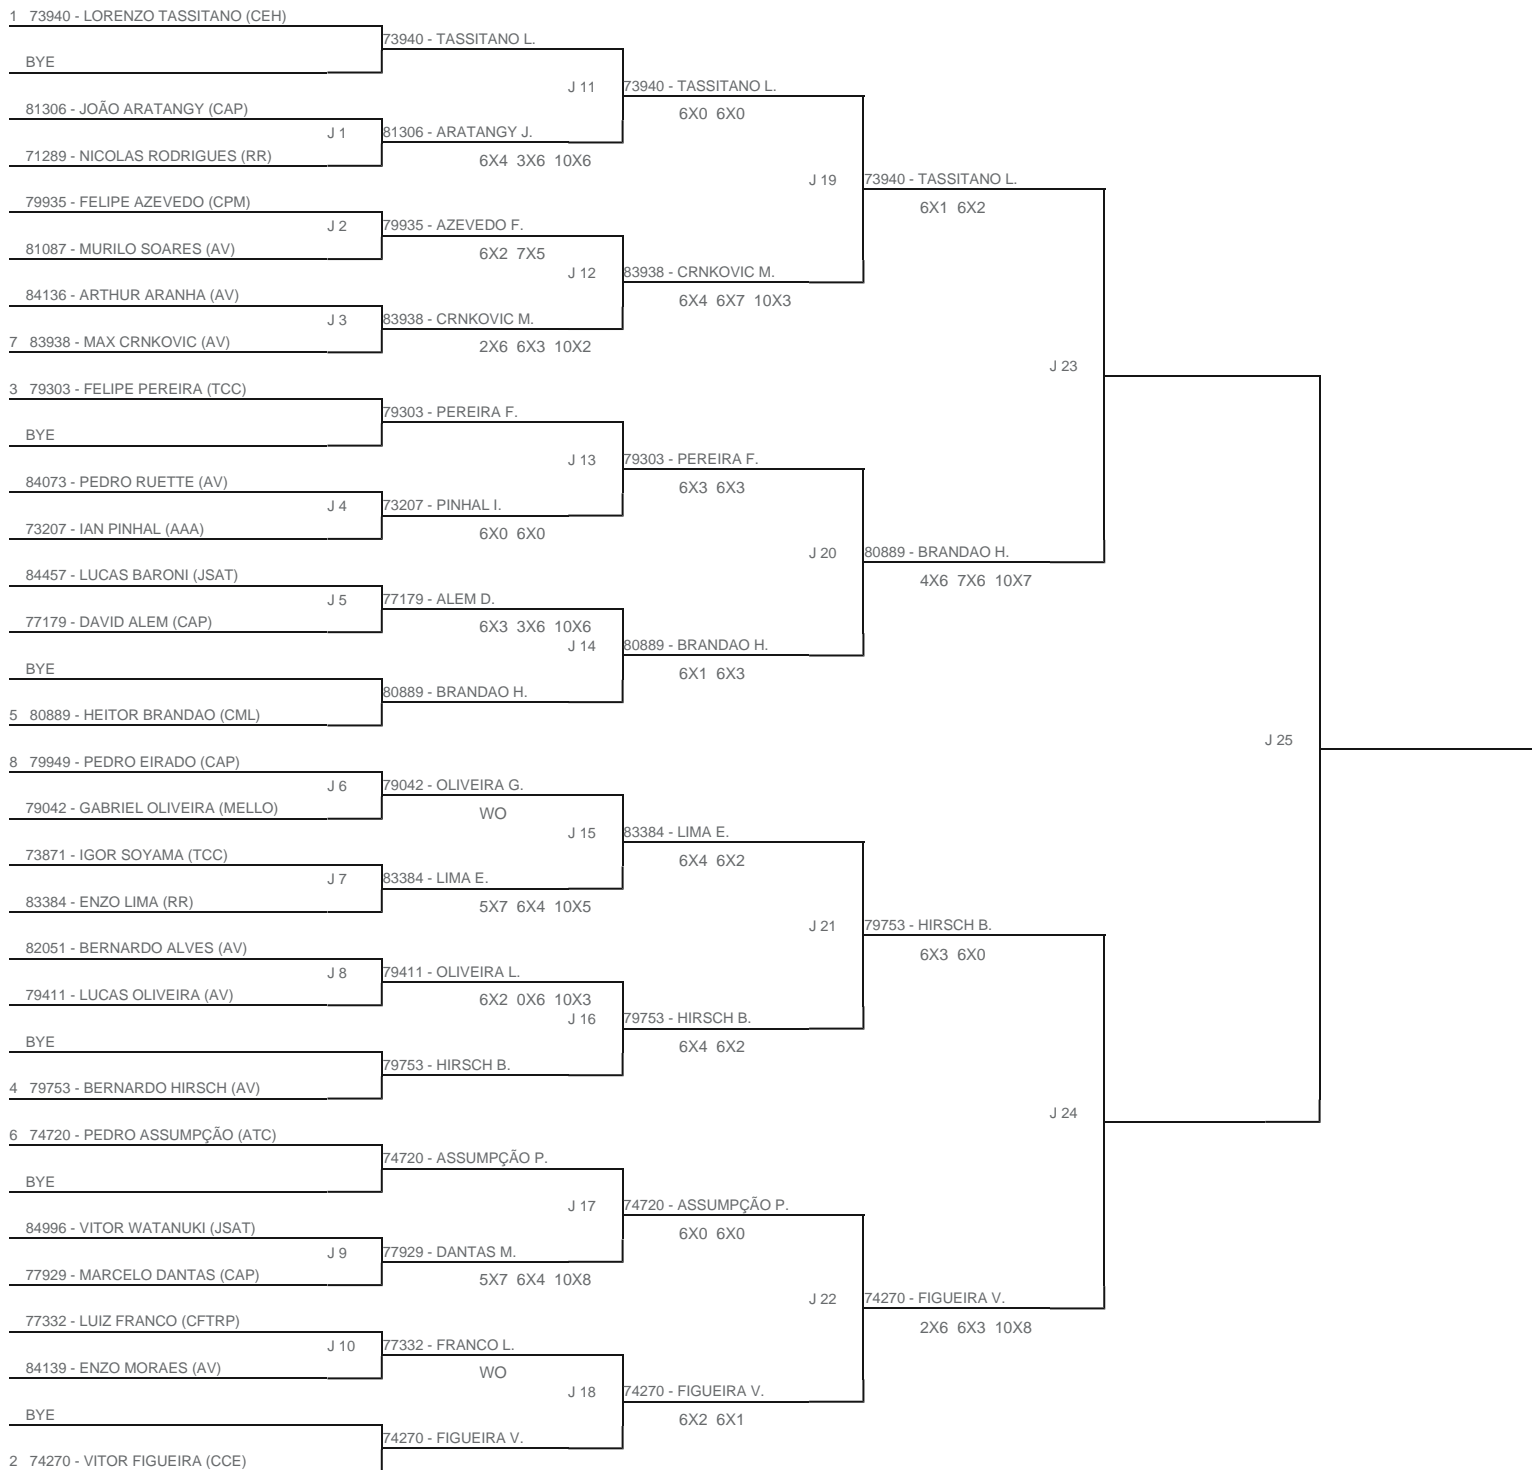 1 73940 - LORENZO TASSITANO (CEH)
73940 - TASSITANO L.
BYE
J 11
73940 - TASSITANO L.
6X0 6X0
81306 - JOÃO ARATANGY (CAP)
J 1
81306 - ARATANGY J.
6X4 3X6 10X6
71289 - NICOLAS RODRIGUES (RR)
J 19
73940 - TASSITANO L.
6X1 6X2
79935 - FELIPE AZEVEDO (CPM)
J 2
79935 - AZEVEDO F.
6X2 7X5
81087 - MURILO SOARES (AV)
J 12
83938 - CRNKOVIC M.
6X4 6X7 10X3
84136 - ARTHUR ARANHA (AV)
J 3
83938 - CRNKOVIC M.
2X6 6X3 10X2
7 83938 - MAX CRNKOVIC (AV)
J 23
3 79303 - FELIPE PEREIRA (TCC)
79303 - PEREIRA F.
BYE
J 13
79303 - PEREIRA F.
6X3 6X3
84073 - PEDRO RUETTE (AV)
J 4
73207 - PINHAL I.
6X0 6X0
73207 - IAN PINHAL (AAA)
J 20
80889 - BRANDAO H.
4X6 7X6 10X7
84457 - LUCAS BARONI (JSAT)
J 5
77179 - ALEM D.
6X3 3X6 10X6
77179 - DAVID ALEM (CAP)
J 14
80889 - BRANDAO H.
6X1 6X3
BYE
80889 - BRANDAO H.
5 80889 - HEITOR BRANDAO (CML)
J 25
8 79949 - PEDRO EIRADO (CAP)
J 6
79042 - OLIVEIRA G.
WO
79042 - GABRIEL OLIVEIRA (MELLO)
J 15
83384 - LIMA E.
6X4 6X2
73871 - IGOR SOYAMA (TCC)
J 7
83384 - LIMA E.
5X7 6X4 10X5
83384 - ENZO LIMA (RR)
J 21
79753 - HIRSCH B.
6X3 6X0
82051 - BERNARDO ALVES (AV)
J 8
79411 - OLIVEIRA L.
6X2 0X6 10X3
79411 - LUCAS OLIVEIRA (AV)
J 16
79753 - HIRSCH B.
6X4 6X2
BYE
79753 - HIRSCH B.
4 79753 - BERNARDO HIRSCH (AV)
J 24
6 74720 - PEDRO ASSUMPÇÃO (ATC)
74720 - ASSUMPÇÃO P.
BYE
J 17
74720 - ASSUMPÇÃO P.
6X0 6X0
84996 - VITOR WATANUKI (JSAT)
J 9
77929 - DANTAS M.
5X7 6X4 10X8
77929 - MARCELO DANTAS (CAP)
J 22
74270 - FIGUEIRA V.
2X6 6X3 10X8
77332 - LUIZ FRANCO (CFTRP)
J 10
77332 - FRANCO L.
WO
84139 - ENZO MORAES (AV)
J 18
74270 - FIGUEIRA V.
6X2 6X1
BYE
74270 - FIGUEIRA V.
2 74270 - VITOR FIGUEIRA (CCE)